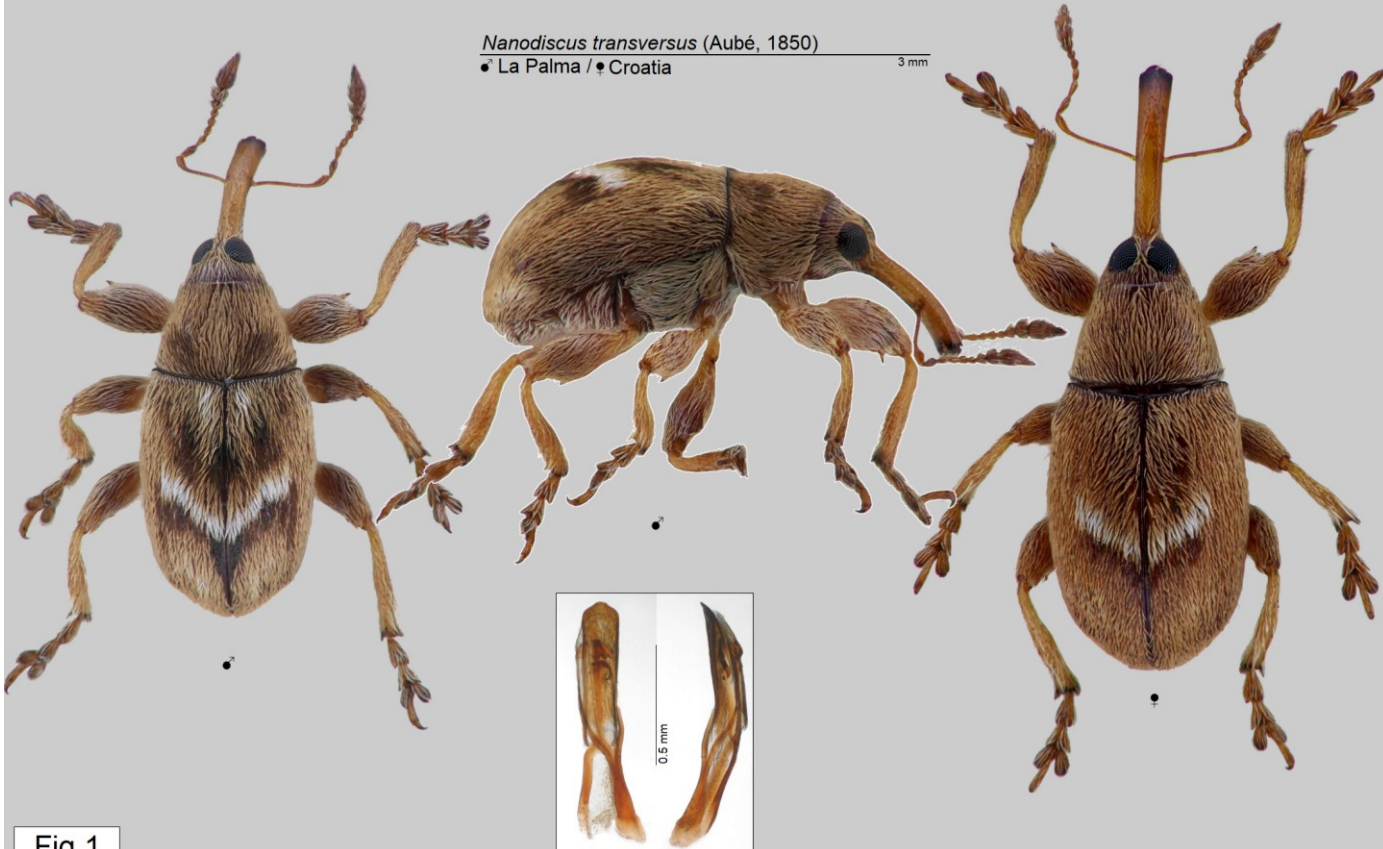 Nanodiscus transversus (Aubé, 1850)
♂ La Palma / ♀ Croatia
3 mm
♂
♂
♀
0.5 mm
Fig.1